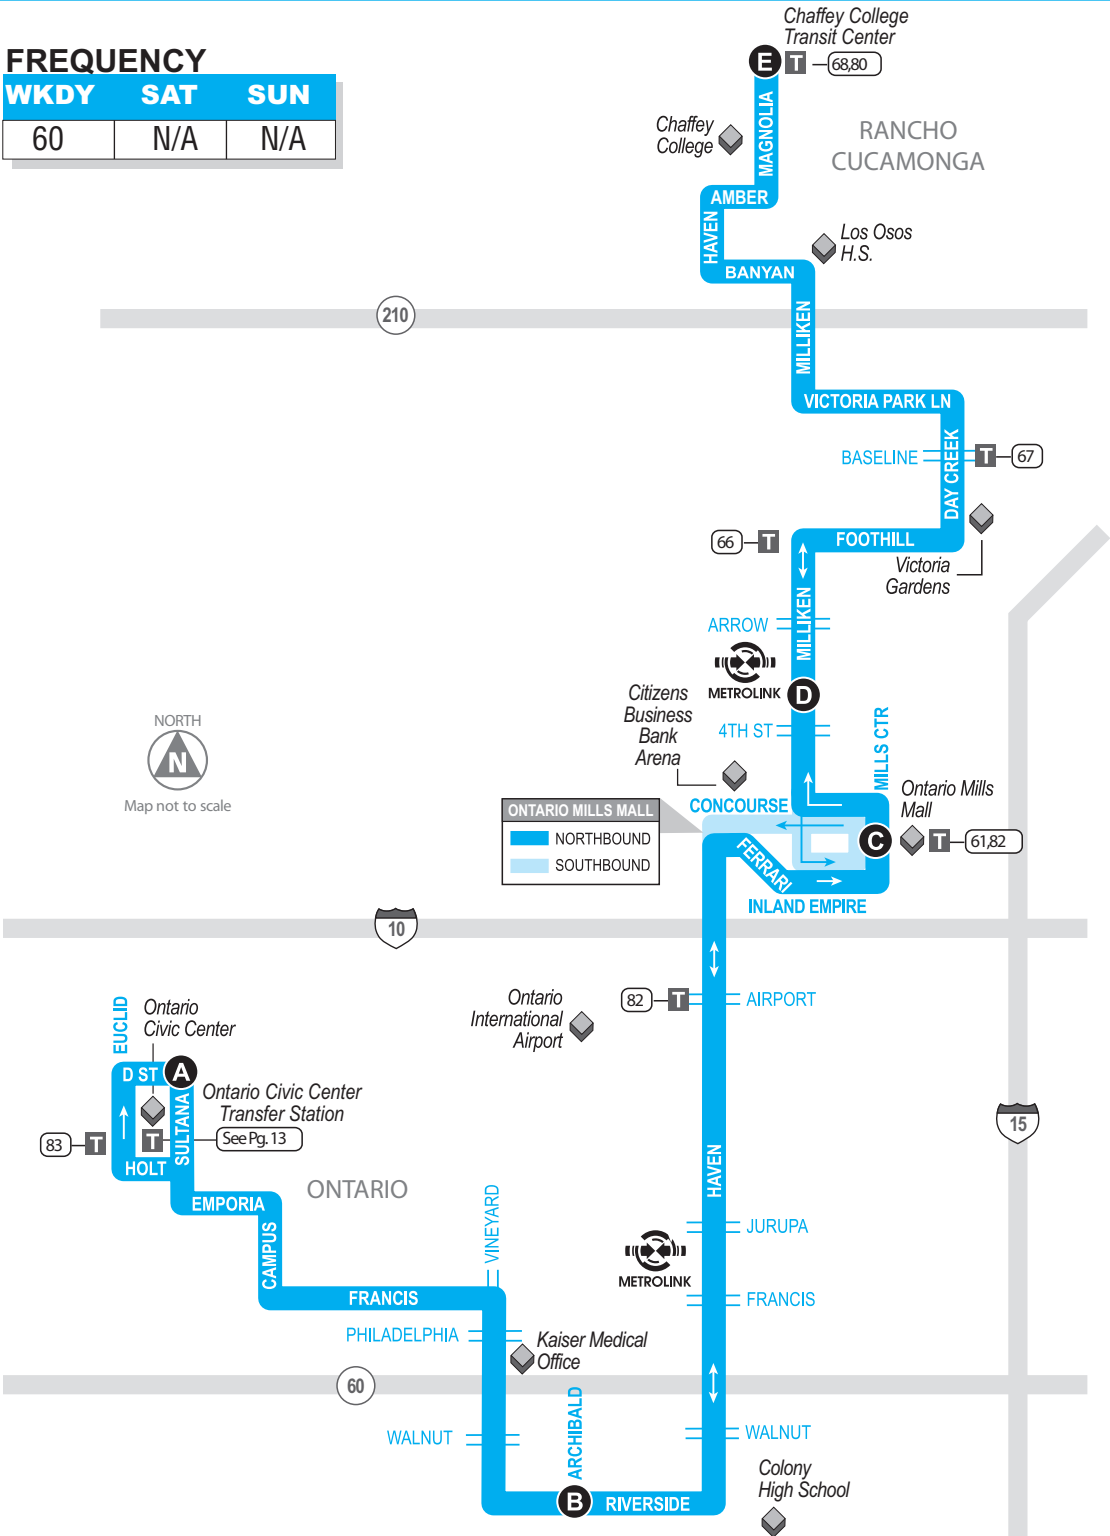 FREQUENCY
WKDY SAT SUN
60 N/A N/A
Chaffey College
Transit Center
E T 68,80
MAGNOLIA
Chaffey
College
RANCHO
CUCAMONGA
AMBER
HAVEN
Los Osos
H.S.
BANYAN
210
MILLIKEN
VICTORIA PARK LN
BASELINE
DAY CREEK
T 67
66 T
FOOTHILL
Victoria
Gardens
MILLIKEN
ARROW
METROLINK
D
Citizens
Business
Bank
Arena
4TH ST
MILLS CTR
NORTH
N
Map not to scale
ONTARIO MILLS MALL
NORTHBOUND
SOUTHBOUND
CONCOURSE
Ontario Mills
Mall
C T 61,82
FERRARI
INLAND EMPIRE
10
82 T AIRPORT
Ontario
International
Airport
EUCLID
Ontario
Civic Center
D ST A
Ontario Civic Center
Transfer Station
See Pg. 13
T
83 T
SULTANA
HOLT
15
ONTARIO
EMPORIA
CAMPUS
HAVEN
VINEYARD
JURUPA
METROLINK
FRANCIS
FRANCIS
PHILADELPHIA
Kaiser Medical
Office
60
ARCHIBALD
WALNUT
WALNUT
Colony
High School
B RIVERSIDE